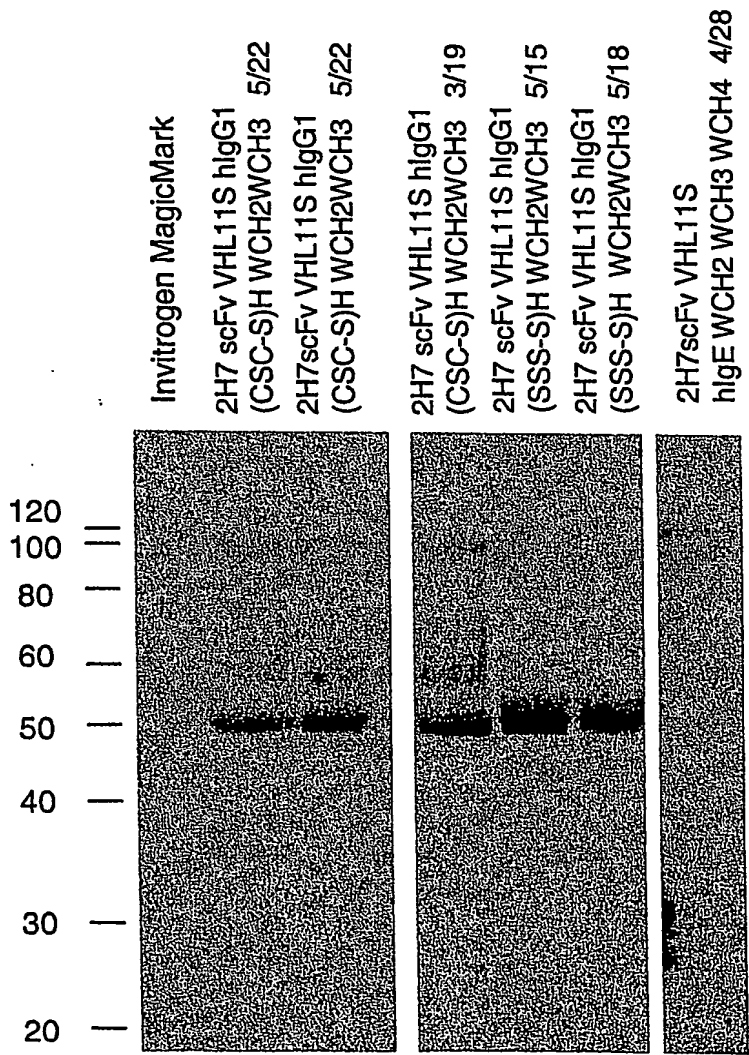 Invitrogen MagicMark
2H7 scFv VHL11S hIgG1
(CSC-S)H WCH2WCH3 5/22
2H7scFv VHL11S hIgG1
(CSC-S)H WCH2WCH3 5/22
2H7 scFv VHL11S hIgG1
(CSC-S)H WCH2WCH3 3/19
2H7 scFv VHL11S hIgG1
(SSS-S)H WCH2WCH3 5/15
2H7 scFv VHL11S hIgG1
(SSS-S)H WCH2WCH3 5/18
2H7scFv VHL11S
hIgE WCH2 WCH3 WCH4 4/28
120
100
80
60
50
40
30
20